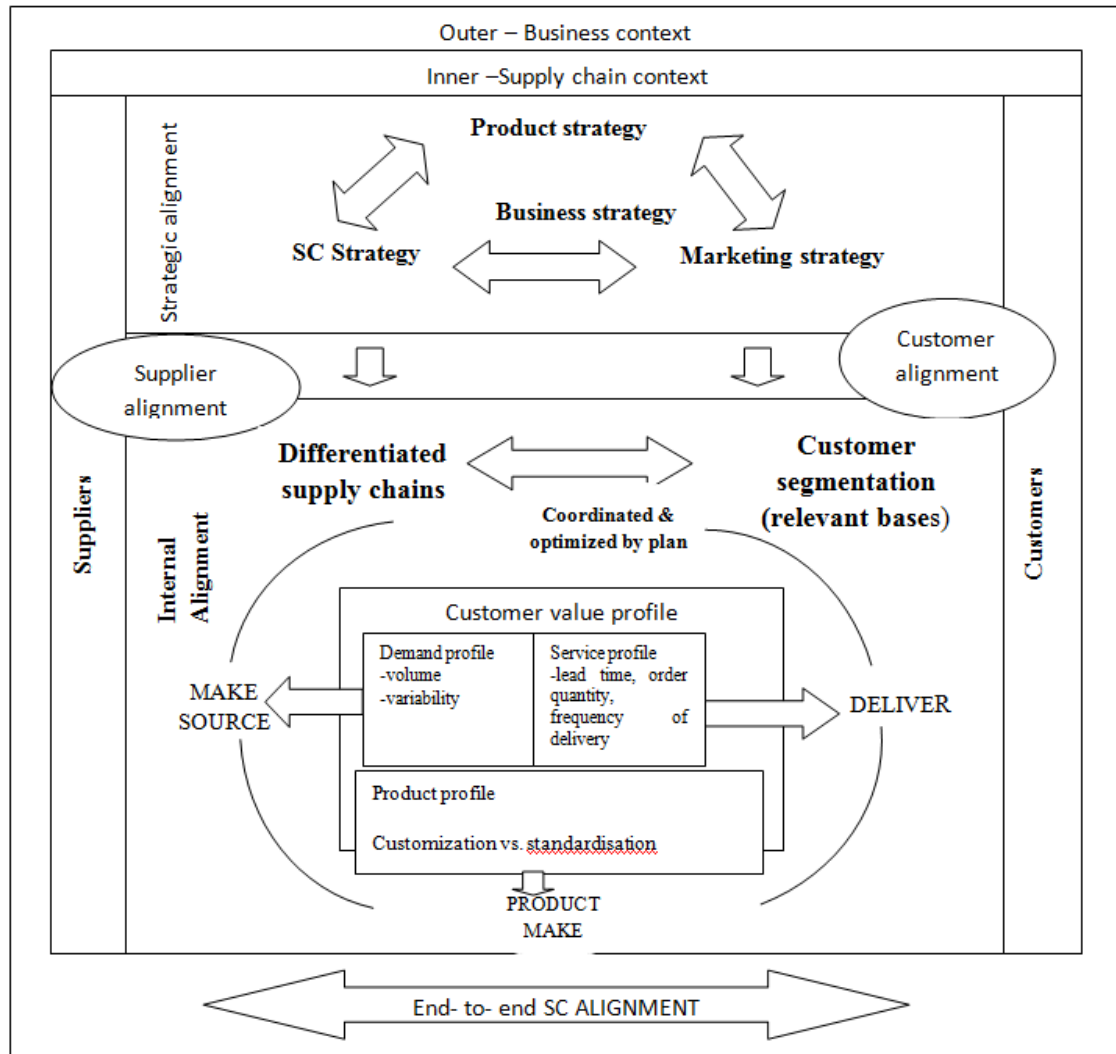 Outer – Business context
Inner –Supply chain context
Strategic alignment
Product strategy
Business strategy
SC Strategy
Marketing strategy
Supplier
alignment
Customer
alignment
Suppliers
Customers
Internal
Alignment
Differentiated
supply chains
Customer
segmentation
(relevant bases)
Coordinated &
optimized by plan
Customer value profile
Demand profile
-volume
-variability
Service profile
-lead time, order
quantity,
frequency of
delivery
MAKE
SOURCE
DELIVER
Product profile
Customization vs. standardisation
PRODUCT
MAKE
End- to- end SC ALIGNMENT